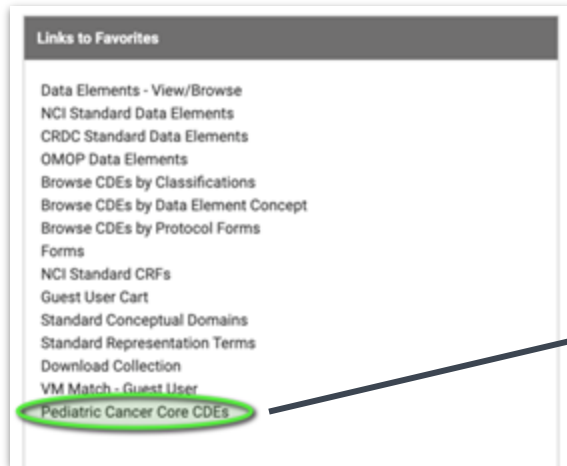 Links to Favorites
Data Elements - View/Browse
NCI Standard Data Elements
CRDC Standard Data Elements
OMOP Data Elements
Browse CDEs by Classifications
Browse CDEs by Data Element Concept
Browse CDEs by Protocol Forms
Forms
NCI Standard CRFs
Guest User Cart
Standard Conceptual Domains
Standard Representation Terms
Download Collection
VM Match - Guest User
Pediatric Cancer Core CDEs